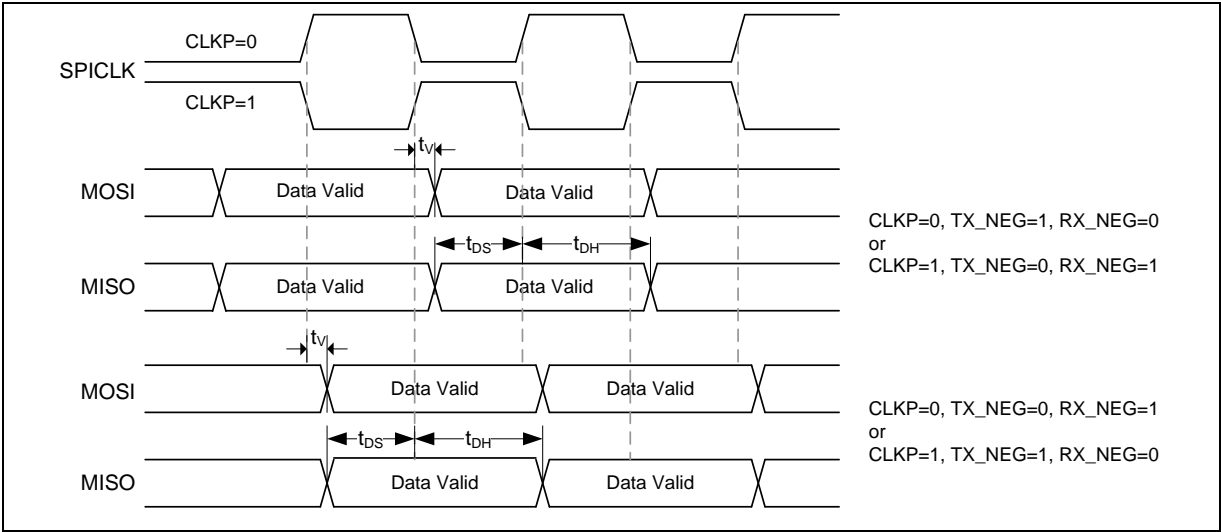 CLKP=0
SPICLK
CLKP=1
tV
MOSI Data Valid Data Valid
CLKP=0, TX_NEG=1, RX_NEG=0
or
CLKP=1, TX_NEG=0, RX_NEG=1
tDS tDH
MISO Data Valid Data Valid
tV
MOSI Data Valid Data Valid
CLKP=0, TX_NEG=0, RX_NEG=1
or
CLKP=1, TX_NEG=1, RX_NEG=0
tDS tDH
MISO Data Valid Data Valid